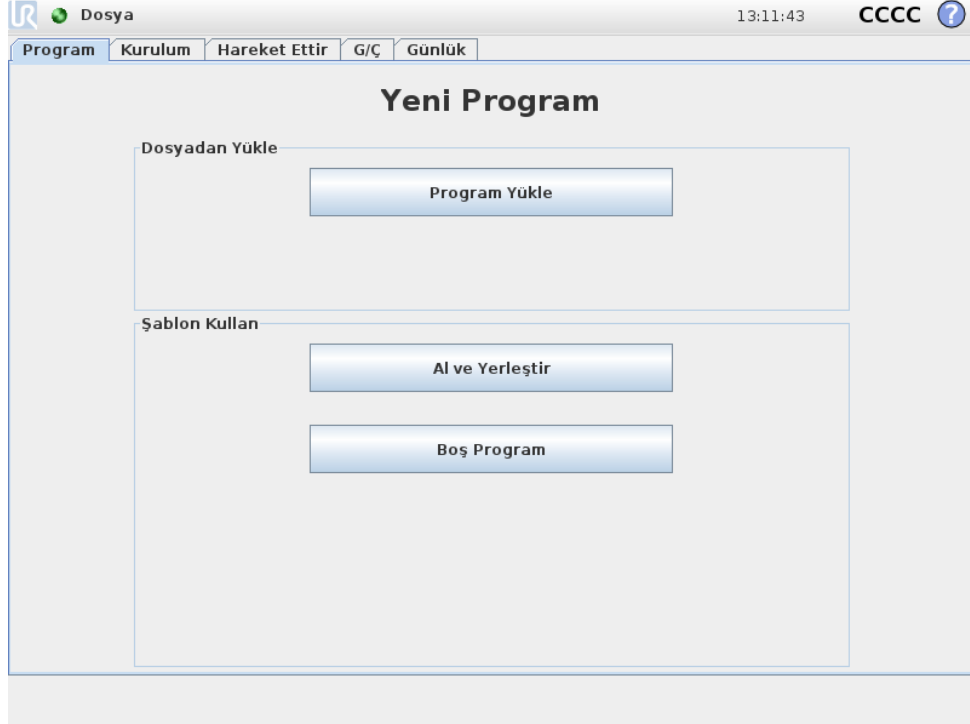 UR Dosya 13:11:43 CCCC ?
Program Kurulum Hareket Ettir G/Ç Günlük
Yeni Program
Dosyadan Yükle
Program Yükle
Şablon Kullan
Al ve Yerleştir
Boş Program